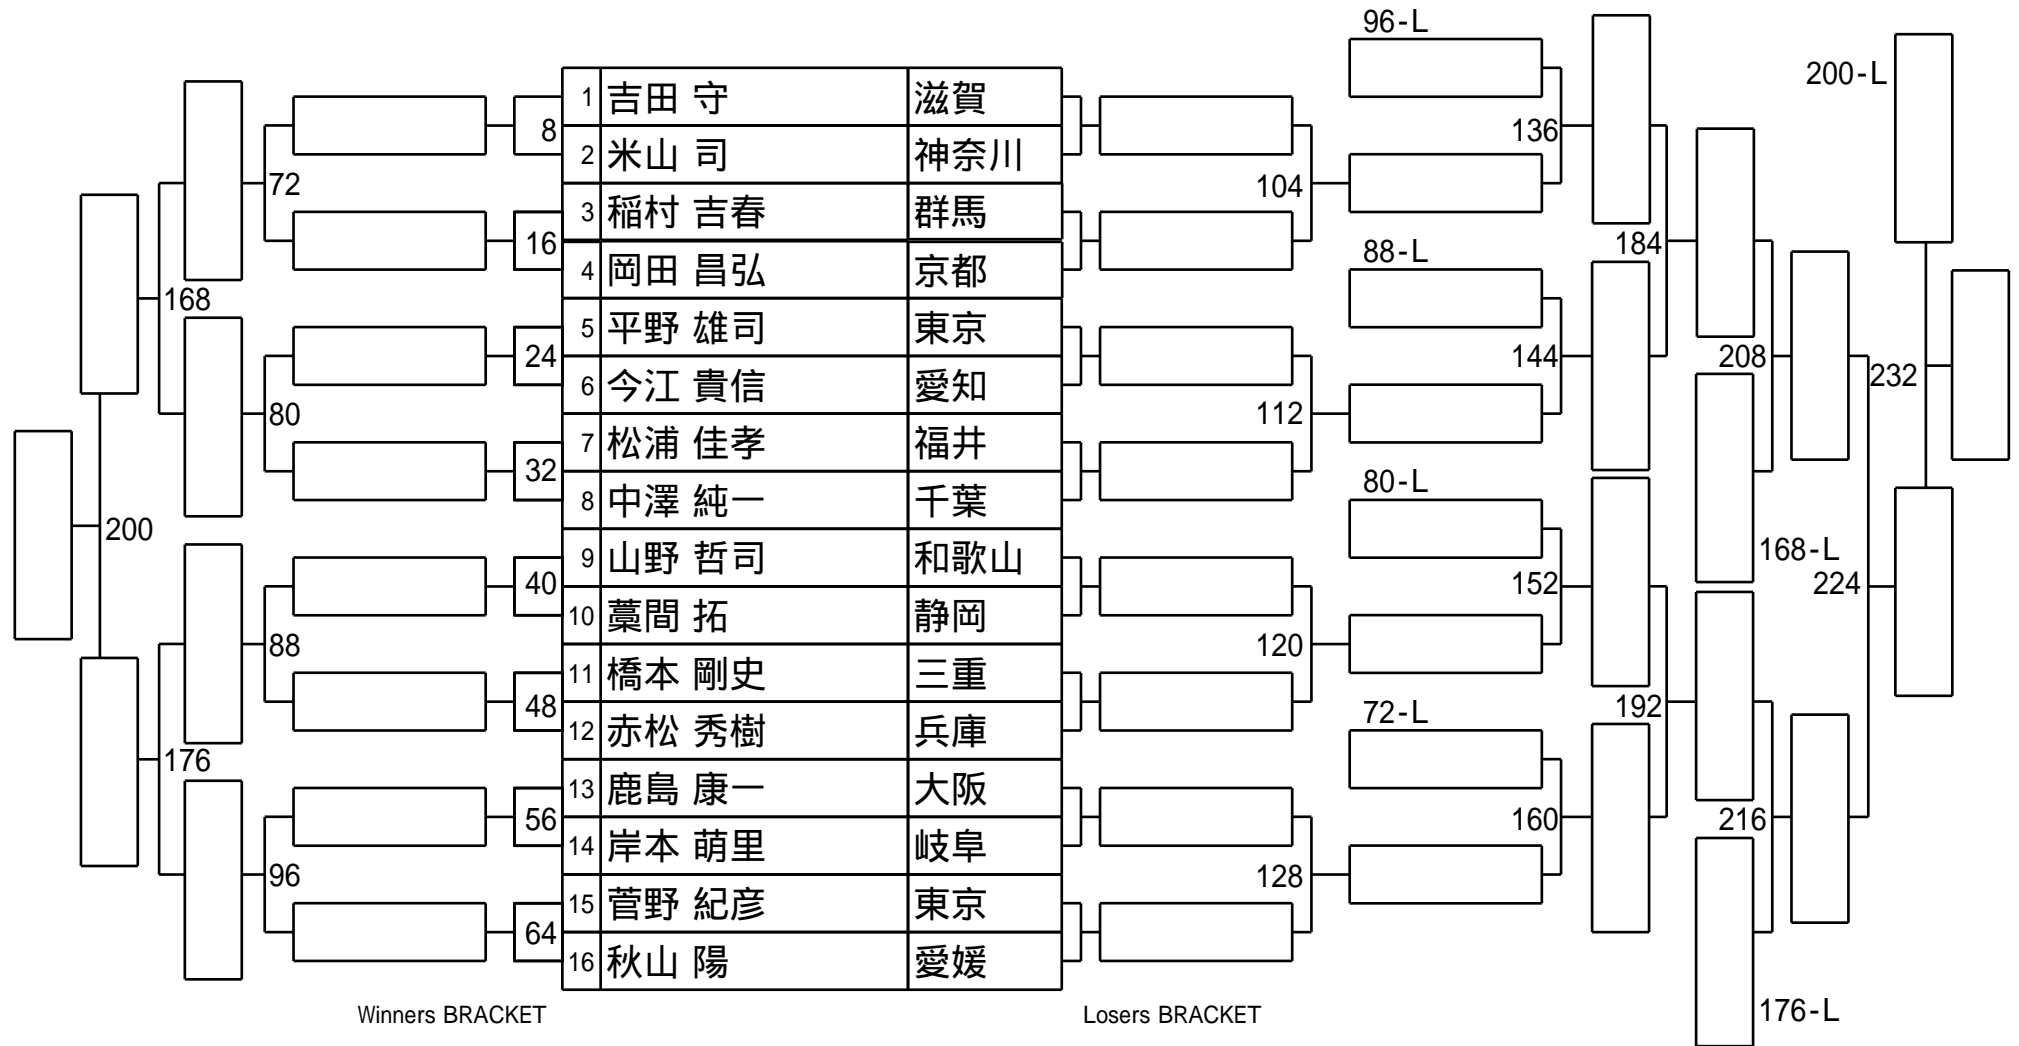 96-L
200-L
1 吉田 守 滋賀
8
136
2 米山 司 神奈川
72
104
3 稲村 吉春 群馬
16
184
88-L
4 岡田 昌弘 京都
168
5 平野 雄司 東京
24
144
208
232
6 今江 貴信 愛知
80
112
7 松浦 佳孝 福井
32
80-L
8 中澤 純一 千葉
200
168-L
9 山野 哲司 和歌山
40
152
224
10 藁間 拓 静岡
88
120
11 橋本 剛史 三重
48
72-L
192
12 赤松 秀樹 兵庫
176
13 鹿島 康一 大阪
56
160
216
14 岸本 萌里 岐阜
96
128
15 菅野 紀彦 東京
64
16 秋山 陽 愛媛
Winners BRACKET
Losers BRACKET
176-L